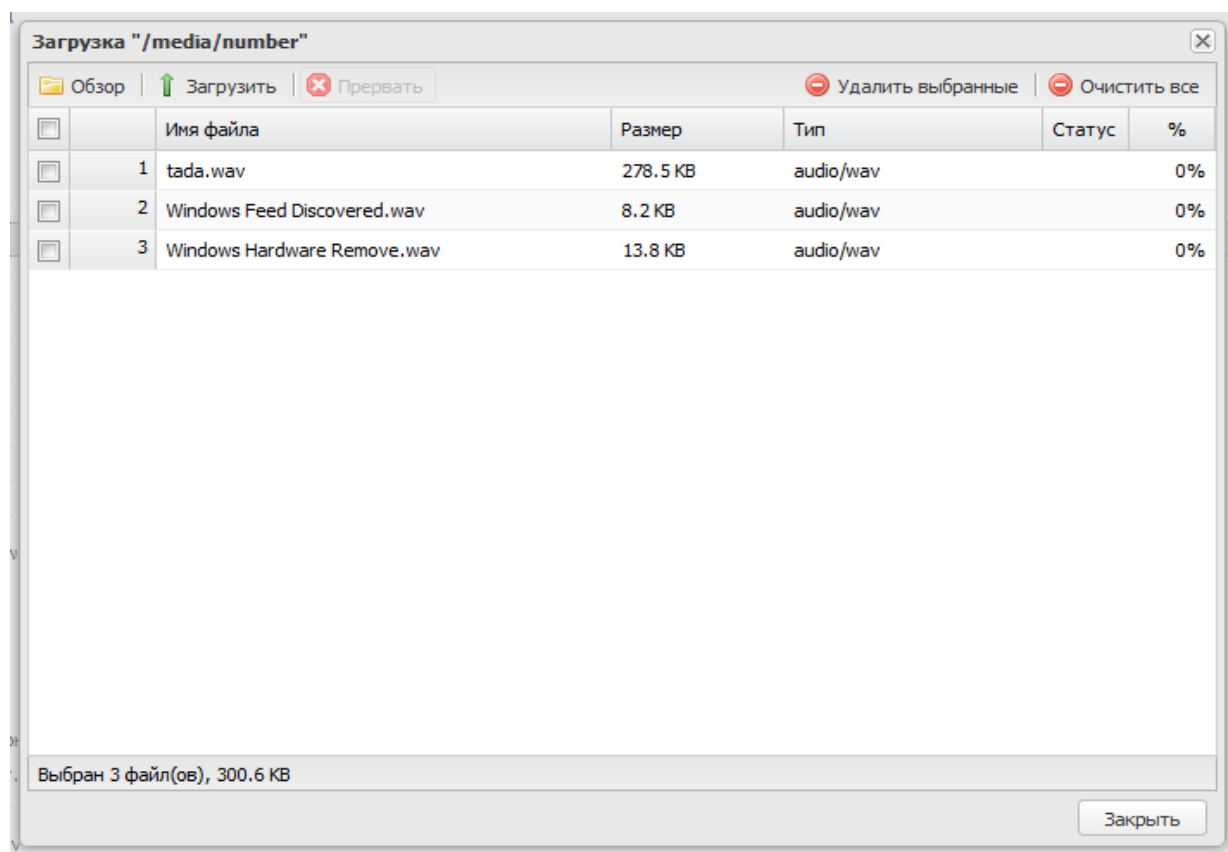 Загрузка "/media/number"
Обзор Загрузить Прервать Удалить выбранные Очистить все
Имя файла Размер Тип Статус %
1 tada.wav 278.5 KB audio/wav 0%
2 Windows Feed Discovered.wav 8.2 KB audio/wav 0%
3 Windows Hardware Remove.wav 13.8 KB audio/wav 0%
Выбран 3 файл(ов), 300.6 KB
Закрыть